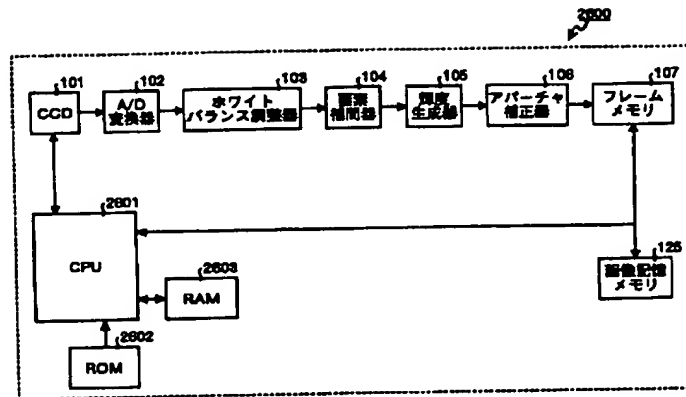 2600
101
102
103
104
105
106
107
CCD
A/D
変換器
ホワイト
バランス調整器
画素
補間器
輝度
生成器
アパーチャ
補正器
フレーム
メモリ
2601
CPU
2603
RAM
125
画像記憶
メモリ
2602
ROM